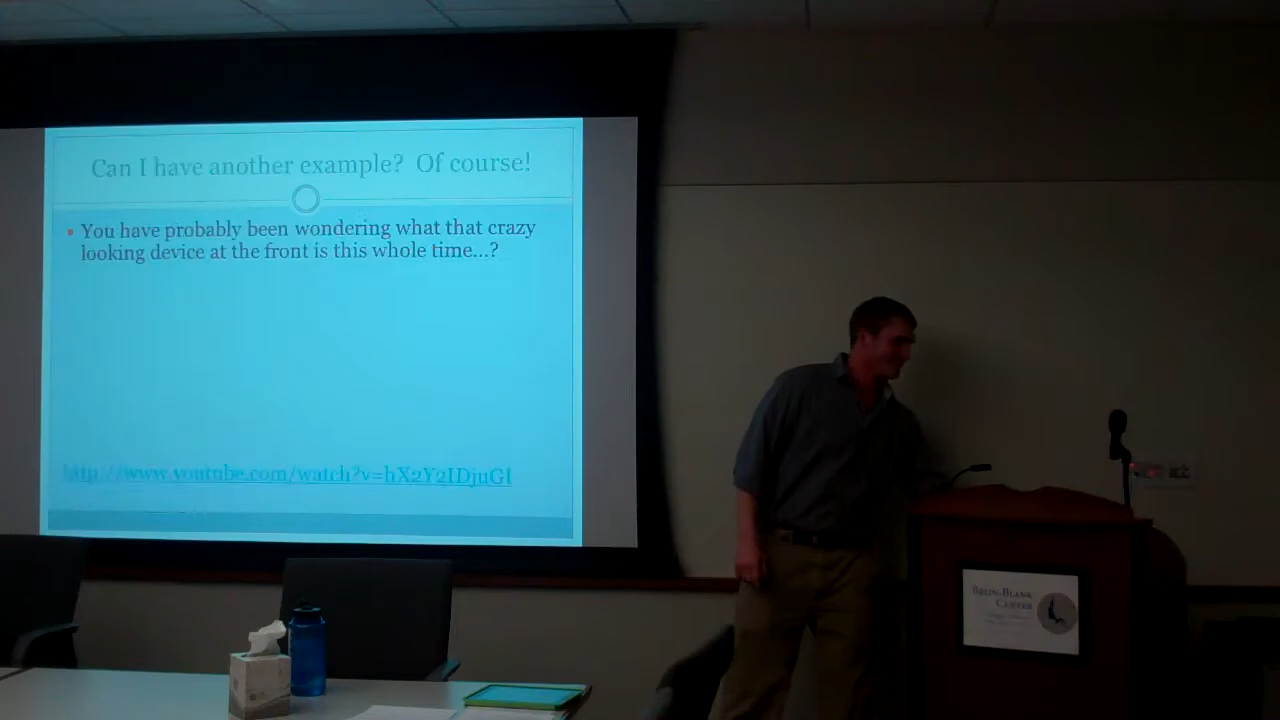 Can I have another example?  Of course!
• You have probably been wondering what that crazy
looking device at the front is this whole time...?
http://www.youtube.com/watch?v=hX2Y2IDjuGI
CENTER